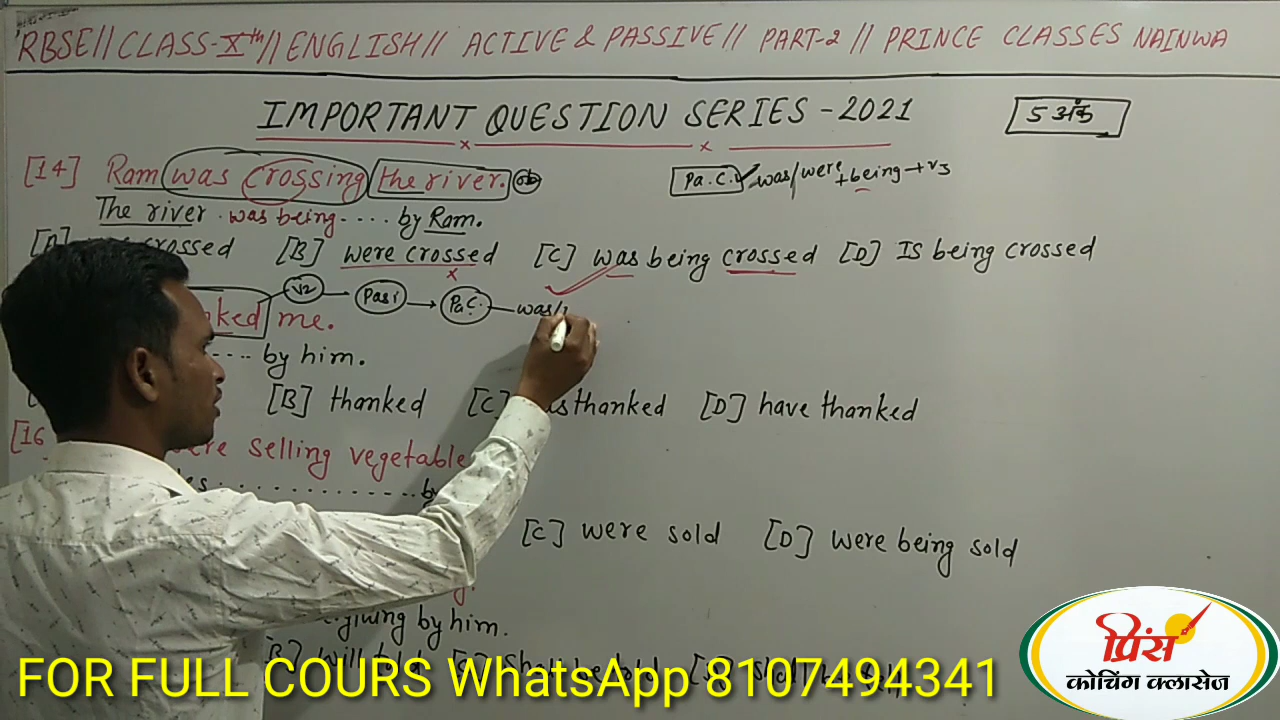 RBSE // CLASS-Xth // ENGLISH // ACTIVE & PASSIVE // PART-2 // PRINCE CLASSES NAINWA
IMPORTANT QUESTION SERIES - 2021
5 अंक
[14] Ram was crossing the river. ob
Pa.C. was/were + being + V3
The river was being .... by Ram.
crossed [B] were crossed [C] was being crossed [D] Is being crossed
V2 Pa.C. was/
me.
.... by him.
[B] thanked [C] thanked [D] have thanked
[16 selling vegetable
[C] were sold [D] were being sold
by him.
FOR FULL COURS WhatsApp 8107494341
प्रिंस
कोचिंग क्लासेज